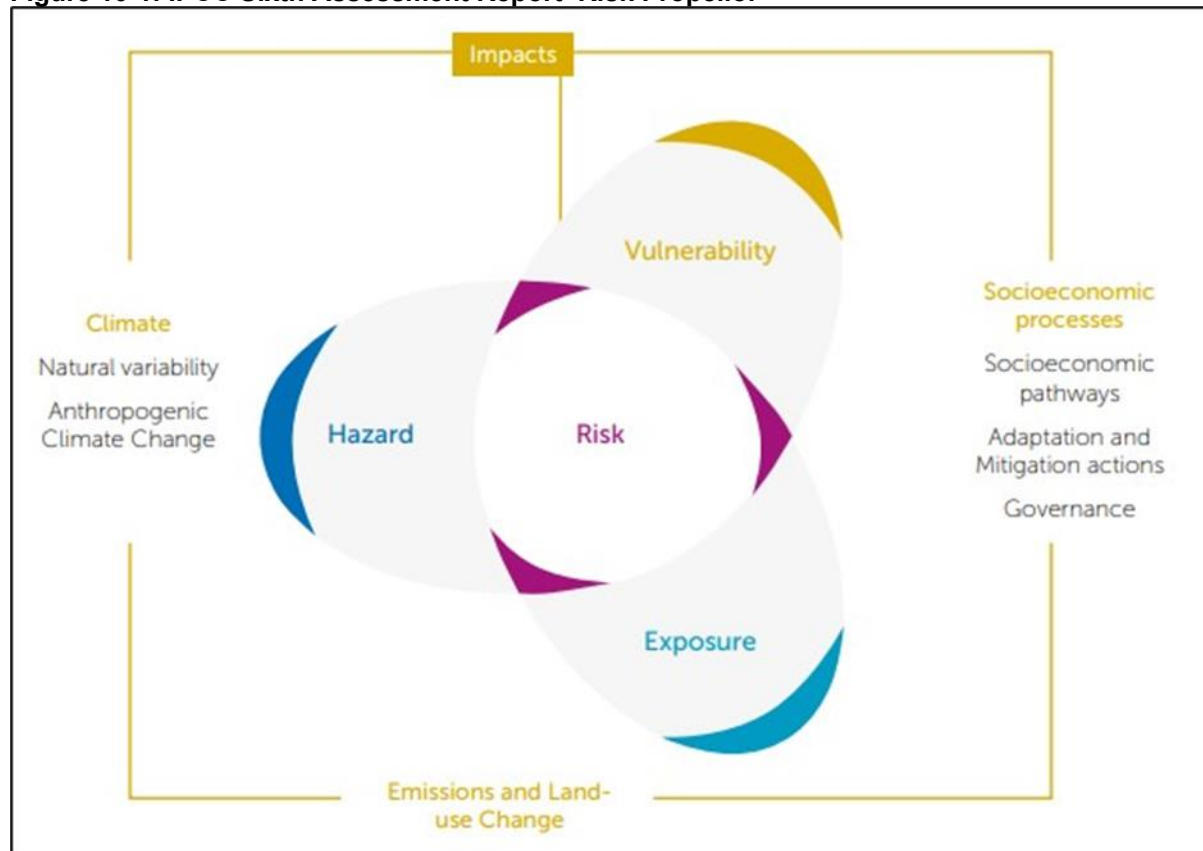 Impacts
Vulnerability
Climate
Natural variability
Anthropogenic
Climate Change
Hazard
Risk
Socioeconomic
processes
Socioeconomic
pathways
Adaptation and
Mitigation actions
Governance
Exposure
Emissions and Land-
use Change